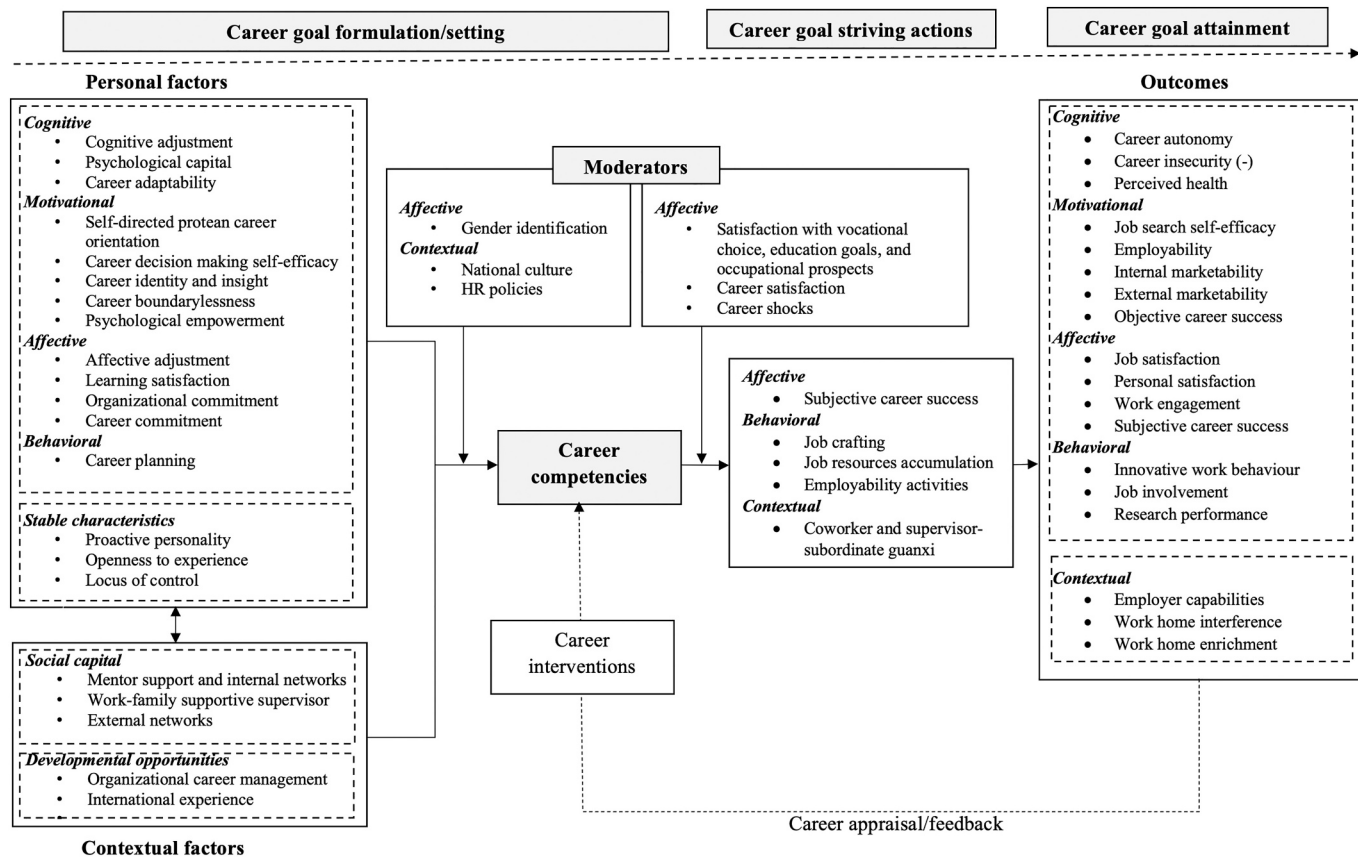 Career goal formulation/setting
Career goal striving actions
Career goal attainment
Personal factors
Cognitive
• Cognitive adjustment
• Psychological capital
• Career adaptability
Motivational
• Self-directed protean career
orientation
• Career decision making self-efficacy
• Career identity and insight
• Career boundarylessness
• Psychological empowerment
Affective
• Affective adjustment
• Learning satisfaction
• Organizational commitment
• Career commitment
Behavioral
• Career planning
Stable characteristics
• Proactive personality
• Openness to experience
• Locus of control
Social capital
• Mentor support and internal networks
• Work-family supportive supervisor
• External networks
Developmental opportunities
• Organizational career management
• International experience
•
Contextual factors
Moderators
Affective
• Gender identification
Contextual
• National culture
• HR policies
Affective
• Satisfaction with vocational
choice, education goals, and
occupational prospects
• Career satisfaction
• Career shocks
Career
competencies
Career
interventions
Affective
● Subjective career success
Behavioral
● Job crafting
● Job resources accumulation
● Employability activities
Contextual
● Coworker and supervisor-
subordinate guanxi
Outcomes
Cognitive
● Career autonomy
● Career insecurity (-)
● Perceived health
Motivational
● Job search self-efficacy
● Employability
● Internal marketability
● External marketability
● Objective career success
Affective
● Job satisfaction
● Personal satisfaction
● Work engagement
● Subjective career success
Behavioral
● Innovative work behaviour
● Job involvement
● Research performance
Contextual
● Employer capabilities
● Work home interference
● Work home enrichment
Career appraisal/feedback